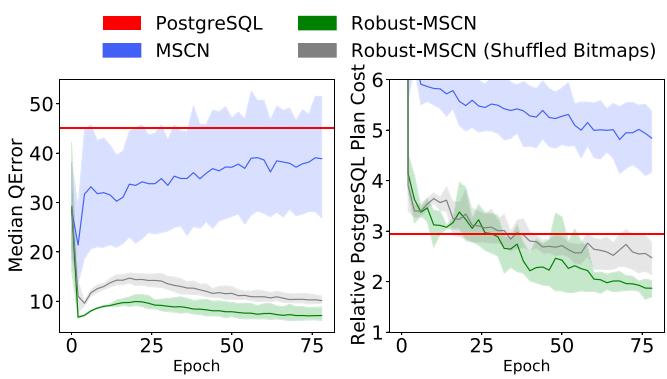 PostgreSQL
MSCN
Robust-MSCN
Robust-MSCN (Shuffled Bitmaps)
Median QError
50
40
30
20
10
0
25
50
75
Epoch
Relative PostgreSQL Plan Cost
6
5
4
3
2
1
0
25
50
75
Epoch